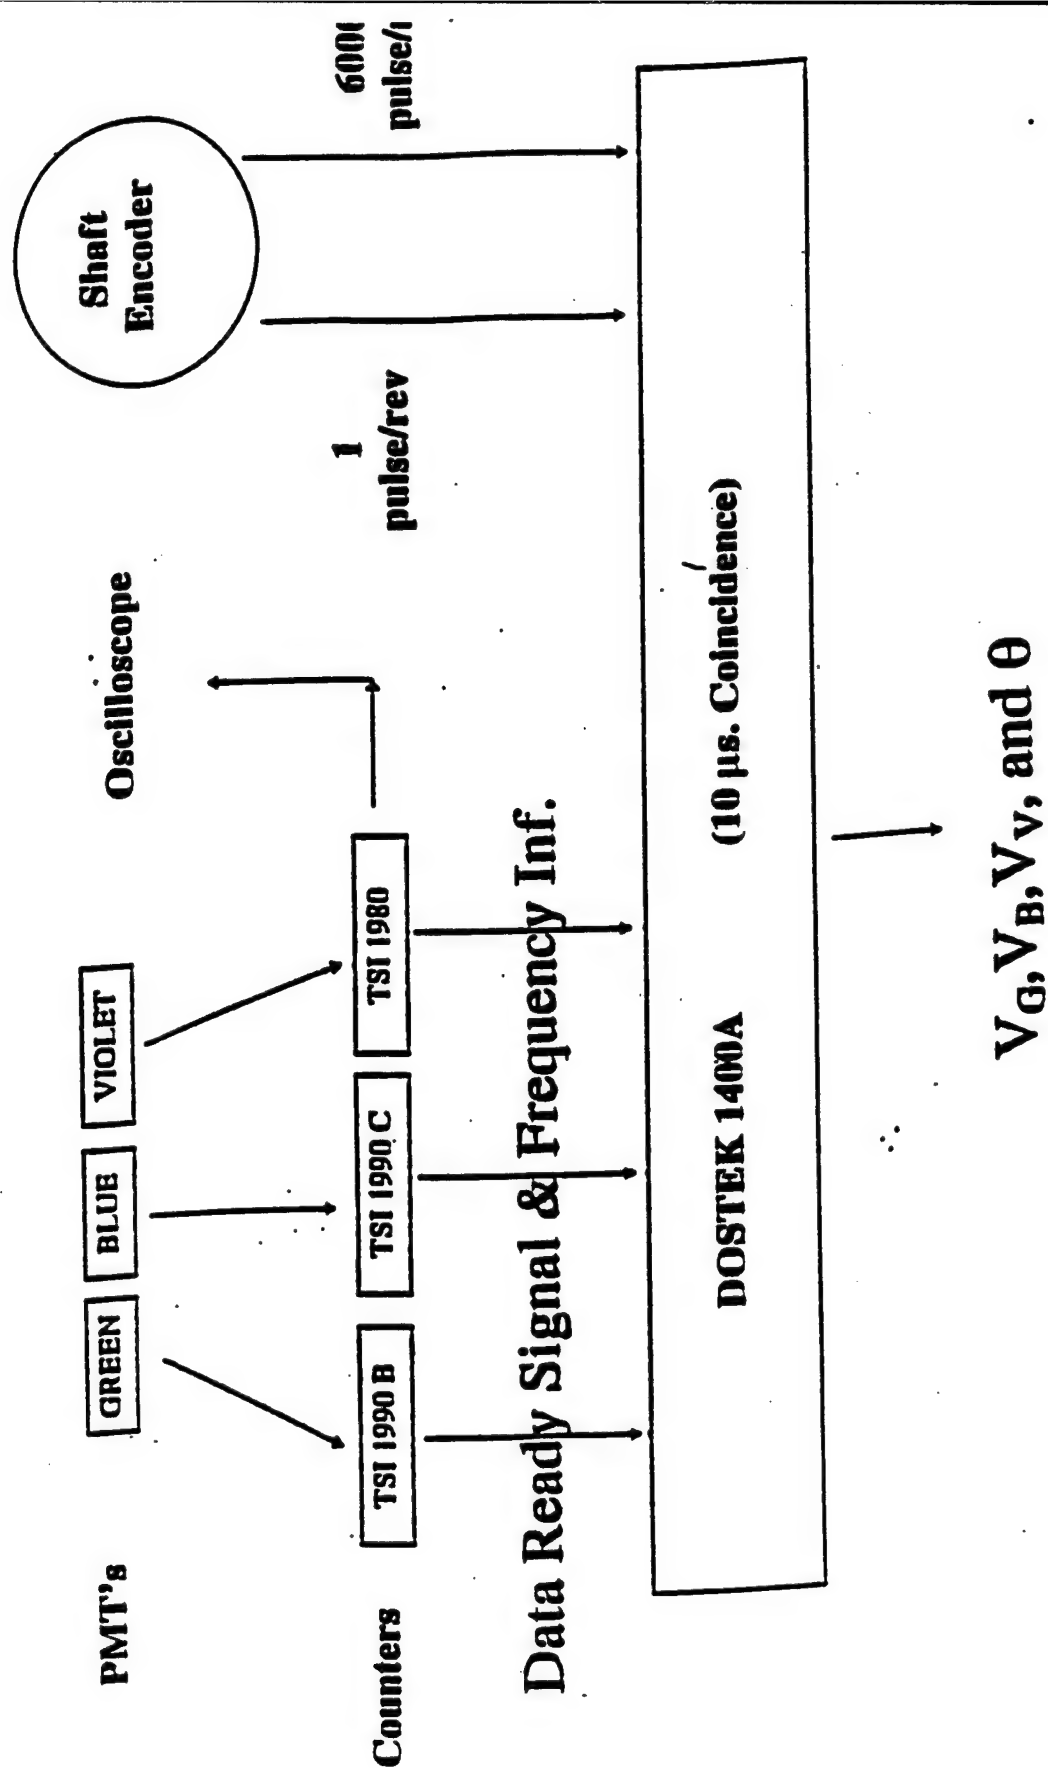 PMT's
GREEN
BLUE
VIOLET
Oscilloscope
Shaft
Encoder
Counters
TSI 1990 B
TSI 1990 C
TSI 1980
1
pulse/rev
Data Ready Signal & Frequency Inf.
DOSTEK 1400A
(10 μs. Coincidence)
V_G, V_B, V_V, and θ